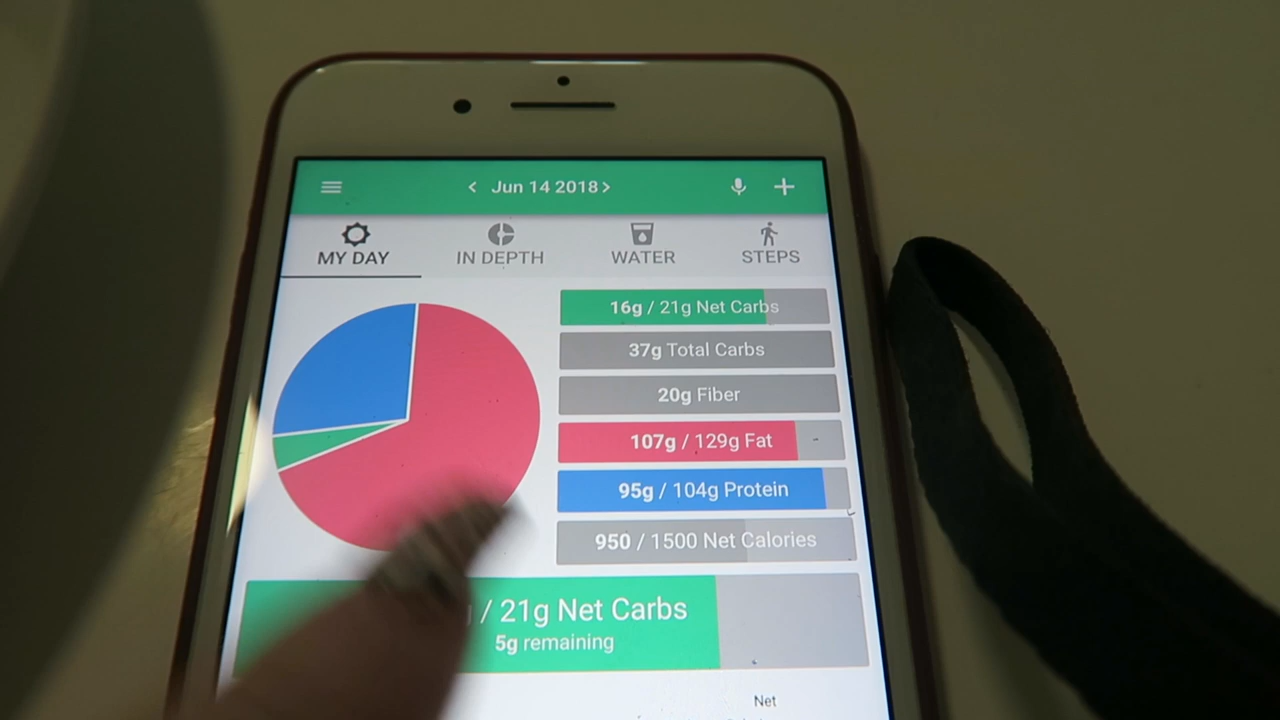 Jun 14 2018
MY DAY
IN DEPTH
WATER
STEPS
16g / 21g Net Carbs
37g Total Carbs
20g Fiber
107g / 129g Fat
95g / 104g Protein
950 / 1500 Net Calories
/ 21g Net Carbs
5g remaining
Net